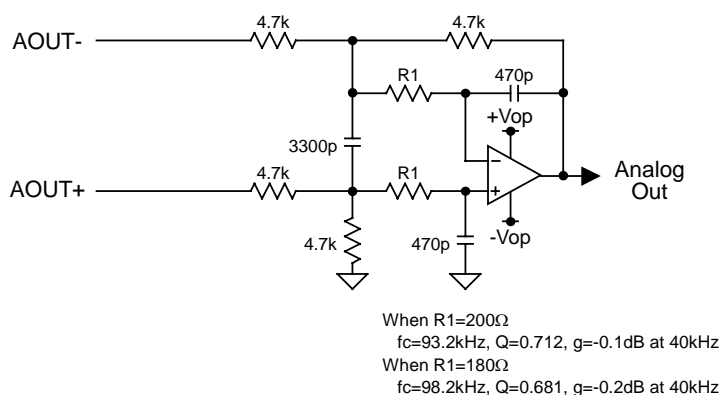 4.7k
4.7k
AOUT-
R1
470p
+Vop
3300p
4.7k
R1
Analog
Out
AOUT+
4.7k
470p
-Vop
When R1=200Ω
fc=93.2kHz, Q=0.712, g=-0.1dB at 40kHz
When R1=180Ω
fc=98.2kHz, Q=0.681, g=-0.2dB at 40kHz